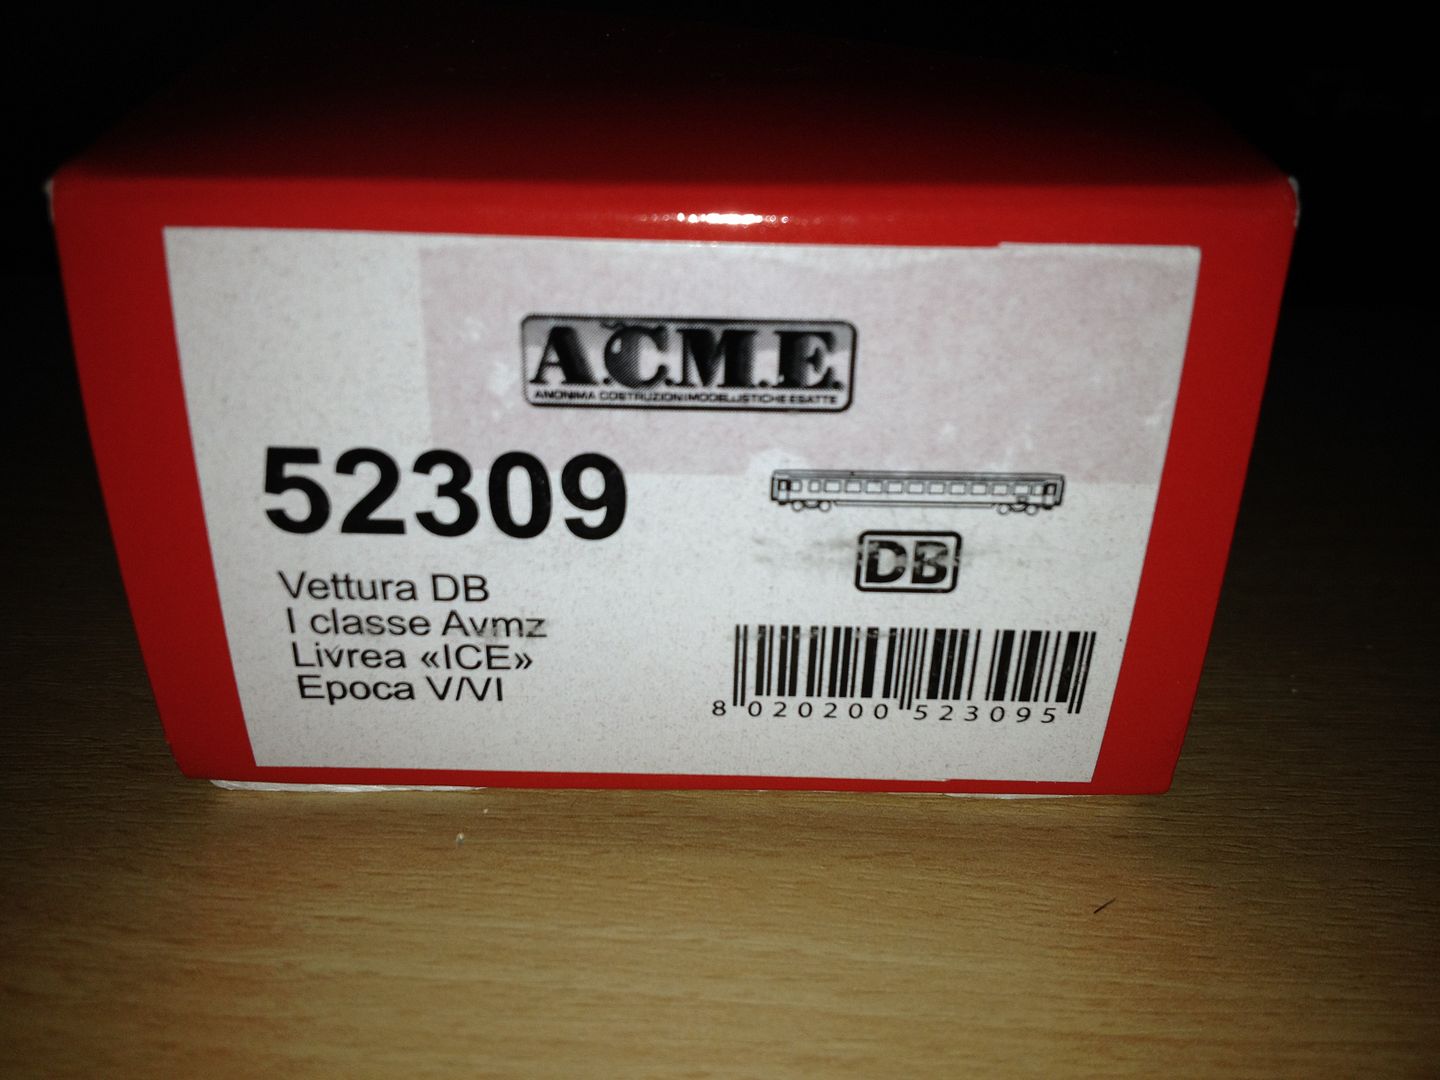 A.C.M.E.
ANONIMA COSTRUZIONI MODELLISTICHE ESATTE
52309
Vettura DB
I classe Avmz
Livrea «ICE»
Epoca V/VI
DB
8 020200 523095